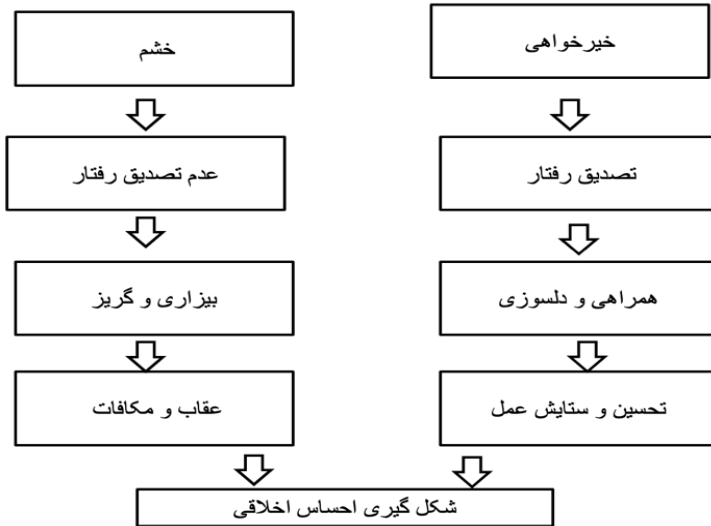 خیرخواهی
خشم
تصدیق رفتار
عدم تصدیق رفتار
همراهی و دلسوزی
بیزاری و گریز
تحسین و ستایش عمل
عقاب و مکافات
شکل گیری احساس اخلاقی